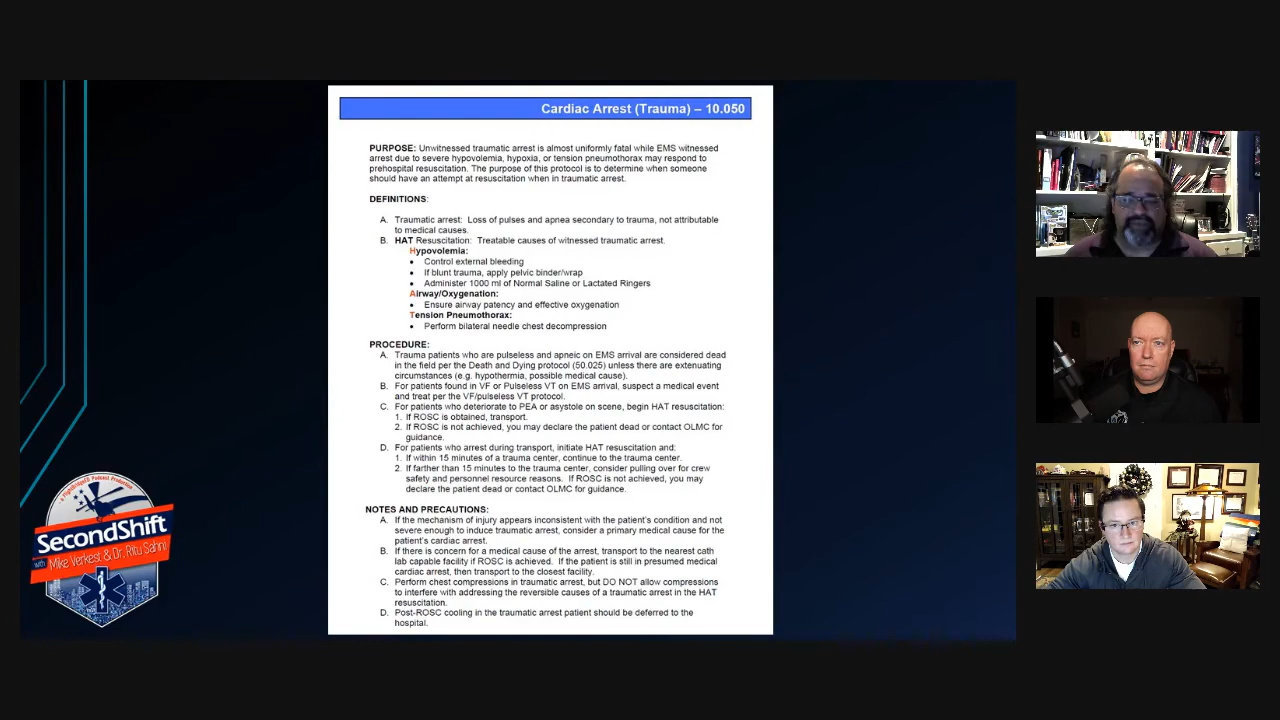 Cardiac Arrest (Trauma) – 10.050
PURPOSE: Unwitnessed traumatic arrest is almost uniformly fatal while EMS witnessed
arrest due to severe hypovolemia, hypoxia, or tension pneumothorax may respond to
prehospital resuscitation. The purpose of this protocol is to determine when someone
should have an attempt at resuscitation when in traumatic arrest.
DEFINITIONS:
A. Traumatic arrest: Loss of pulses and apnea secondary to trauma, not attributable
to medical causes.
B. HAT Resuscitation: Treatable causes of witnessed traumatic arrest.
Hypovolemia:
• Control external bleeding
• If blunt trauma, apply pelvic binder/wrap
• Administer 1000 ml of Normal Saline or Lactated Ringers
Airway/Oxygenation:
• Ensure airway patency and effective oxygenation
Tension Pneumothorax:
• Perform bilateral needle chest decompression
PROCEDURE:
A. Trauma patients who are pulseless and apneic on EMS arrival are considered dead
in the field per the Death and Dying protocol (50.025) unless there are extenuating
circumstances (e.g. hypothermia, possible medical cause).
B. For patients found in VF or Pulseless VT on EMS arrival, suspect a medical event
and treat per the VF/pulseless VT protocol.
C. For patients who deteriorate to PEA or asystole on scene, begin HAT resuscitation:
1. If ROSC is obtained, transport.
2. If ROSC is not achieved, you may declare the patient dead or contact OLMC for
guidance.
D. For patients who arrest during transport, initiate HAT resuscitation and:
1. If within 15 minutes of a trauma center, continue to the trauma center.
2. If farther than 15 minutes to the trauma center, consider pulling over for crew
safety and personnel resource reasons. If ROSC is not achieved, you may
declare the patient dead or contact OLMC for guidance.
NOTES AND PRECAUTIONS:
A. If the mechanism of injury appears inconsistent with the patient's condition and not
severe enough to induce traumatic arrest, consider a primary medical cause for the
patient's cardiac arrest.
B. If there is concern for a medical cause of the arrest, transport to the nearest cath
lab capable facility if ROSC is achieved. If the patient is still in presumed medical
cardiac arrest, then transport to the closest facility.
C. Perform chest compressions in traumatic arrest, but DO NOT allow compressions
to interfere with addressing the reversible causes of a traumatic arrest in the HAT
resuscitation.
D. Post-ROSC cooling in the traumatic arrest patient should be deferred to the
hospital.
SecondShift
with Mike Verkest & Dr. Ritu Sahni